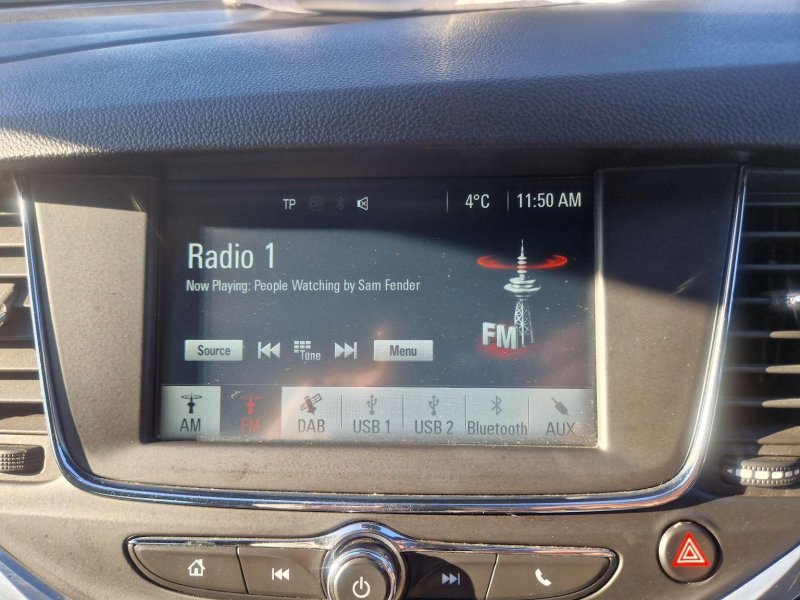 TP 4°C 11:50 AM
Radio 1
Now Playing: People Watching by Sam Fender
FM
Source Tone Menu
AM FM DAB USB 1 USB 2 Bluetooth AUX